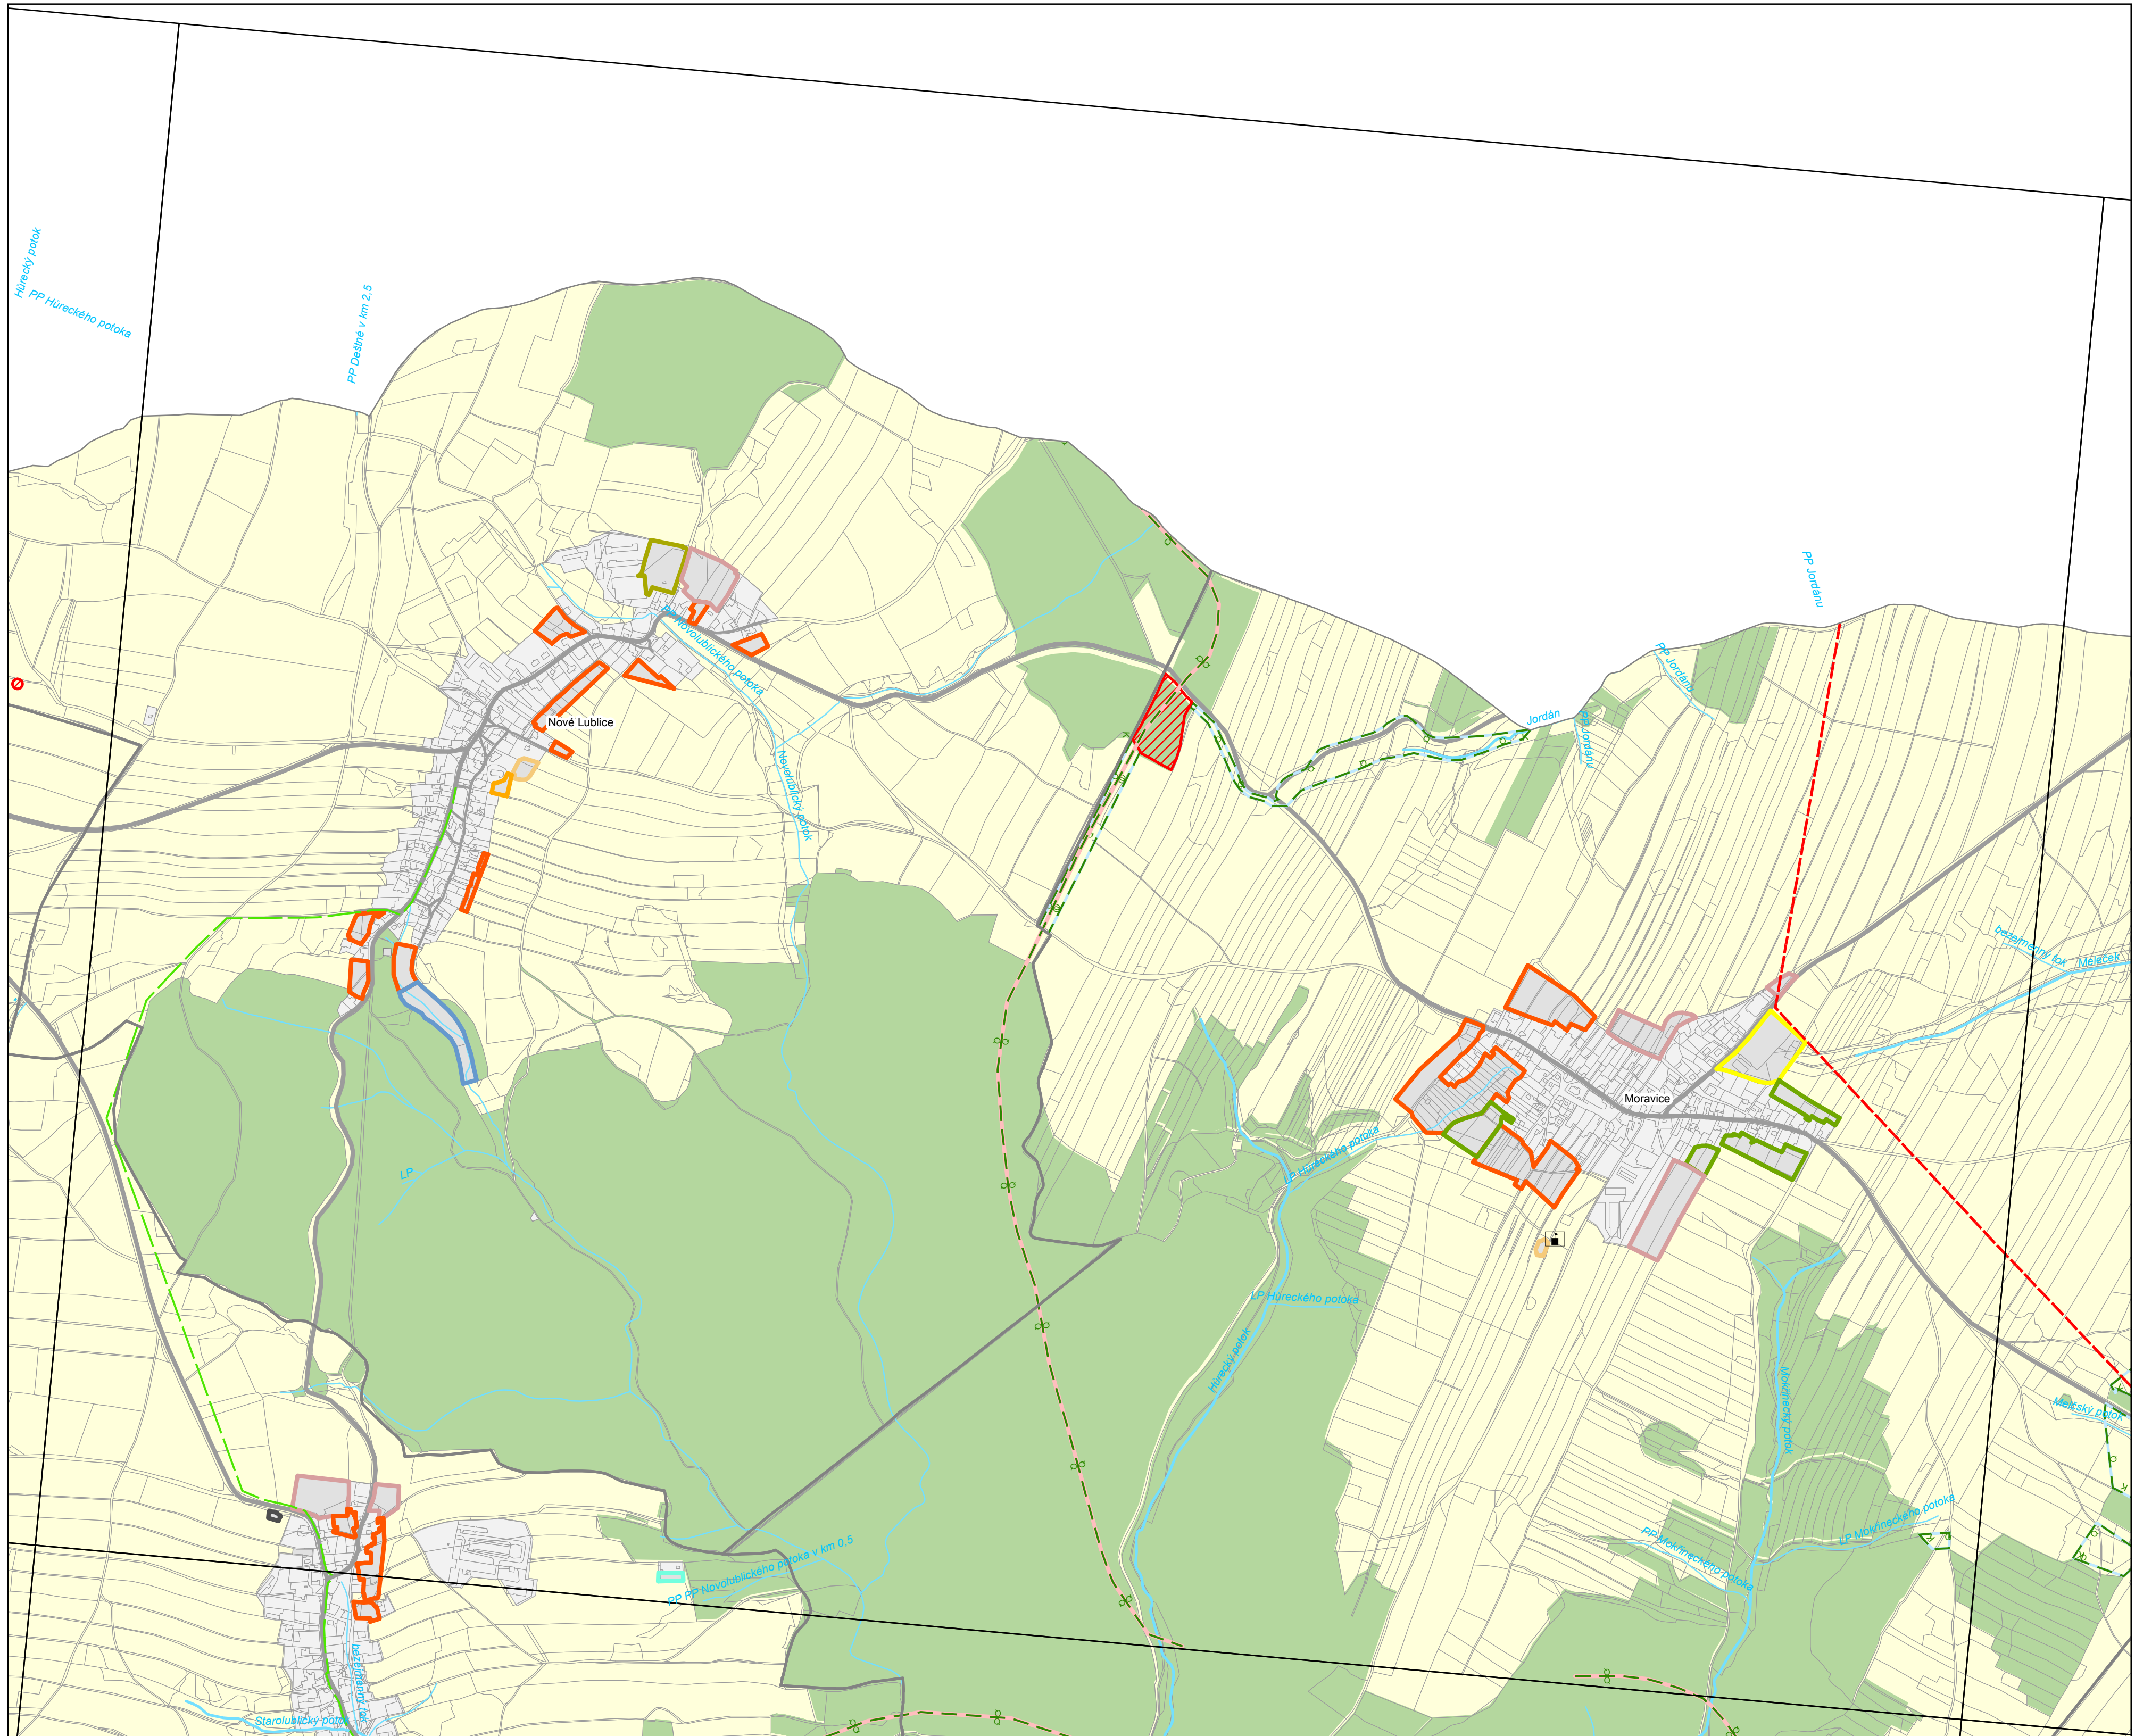 Hůrecký potok
PP Hůreckého potoka
PP Deštné v km 2,5
PP Novolublického potoka
Nové Lublice
Novolublický potok
Jordán
PP Jordánu
PP Jordánu
PP Jordánu
bezejmenný tok
Meleček
Moravice
LP Hůreckého potoka
LP
LP Hůreckého potoka
Hůrecký potok
Mokřinecký potok
Melčský potok
LP Mokřineckého potoka
PP Mokřineckého potoka
PP PP Novolublického potoka v km 0,5
bezejmenný tok
Starolublický potok